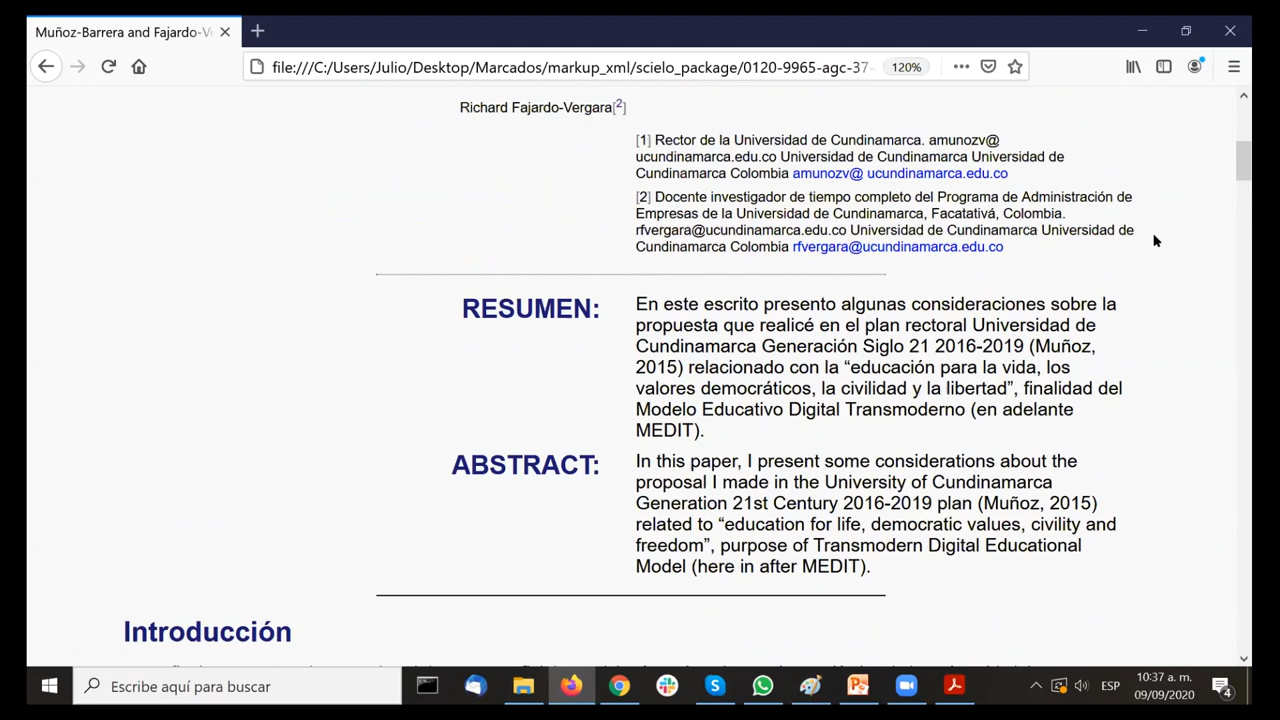 Muñoz-Barrera and Fajardo-V
file:///C:/Users/Julio/Desktop/Marcados/markup_xml/scielo_package/0120-9965-agc-37-
120%
Richard Fajardo-Vergara[2]
[1] Rector de la Universidad de Cundinamarca. amunozv@
ucundinamarca.edu.co Universidad de Cundinamarca Universidad de
Cundinamarca Colombia amunozv@ ucundinamarca.edu.co
[2] Docente investigador de tiempo completo del Programa de Administración de
Empresas de la Universidad de Cundinamarca, Facatativá, Colombia.
rfvergara@ucundinamarca.edu.co Universidad de Cundinamarca Universidad de
Cundinamarca Colombia rfvergara@ucundinamarca.edu.co
RESUMEN:
En este escrito presento algunas consideraciones sobre la
propuesta que realicé en el plan rectoral Universidad de
Cundinamarca Generación Siglo 21 2016-2019 (Muñoz,
2015) relacionado con la “educación para la vida, los
valores democráticos, la civilidad y la libertad”, finalidad del
Modelo Educativo Digital Transmoderno (en adelante
MEDIT).
ABSTRACT:
In this paper, I present some considerations about the
proposal I made in the University of Cundinamarca
Generation 21st Century 2016-2019 plan (Muñoz, 2015)
related to “education for life, democratic values, civility and
freedom”, purpose of Transmodern Digital Educational
Model (here in after MEDIT).
Introducción
Escribe aquí para buscar
ESP
10:37 a. m.
09/09/2020
4